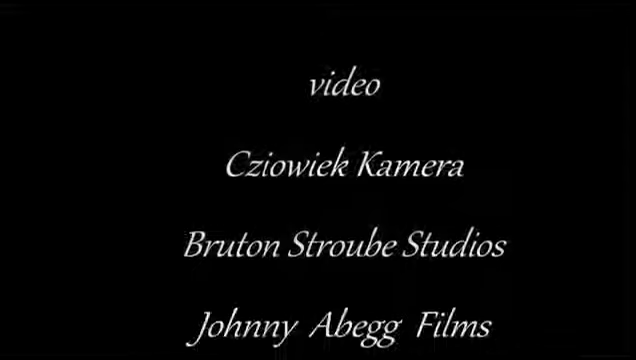 video
Cziowiek Kamera
Bruton Stroube Studios
Johnny Abegg Films